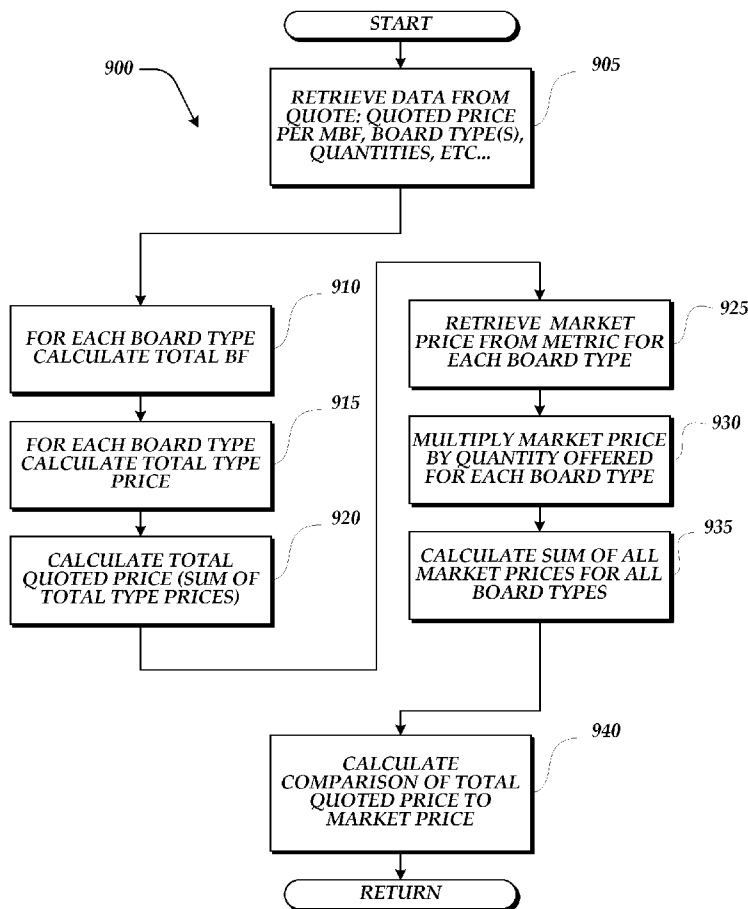 START
900
905
RETRIEVE DATA FROM
QUOTE: QUOTED PRICE
PER MBF, BOARD TYPE(S),
QUANTITIES, ETC...
910
FOR EACH BOARD TYPE
CALCULATE TOTAL BF
915
FOR EACH BOARD TYPE
CALCULATE TOTAL TYPE
PRICE
920
CALCULATE TOTAL
QUOTED PRICE (SUM OF
TOTAL TYPE PRICES)
925
RETRIEVE MARKET
PRICE FROM METRIC FOR
EACH BOARD TYPE
930
MULTIPLY MARKET PRICE
BY QUANTITY OFFERED
FOR EACH BOARD TYPE
935
CALCULATE SUM OF ALL
MARKET PRICES FOR ALL
BOARD TYPES
940
CALCULATE
COMPARISON OF TOTAL
QUOTED PRICE TO
MARKET PRICE
RETURN